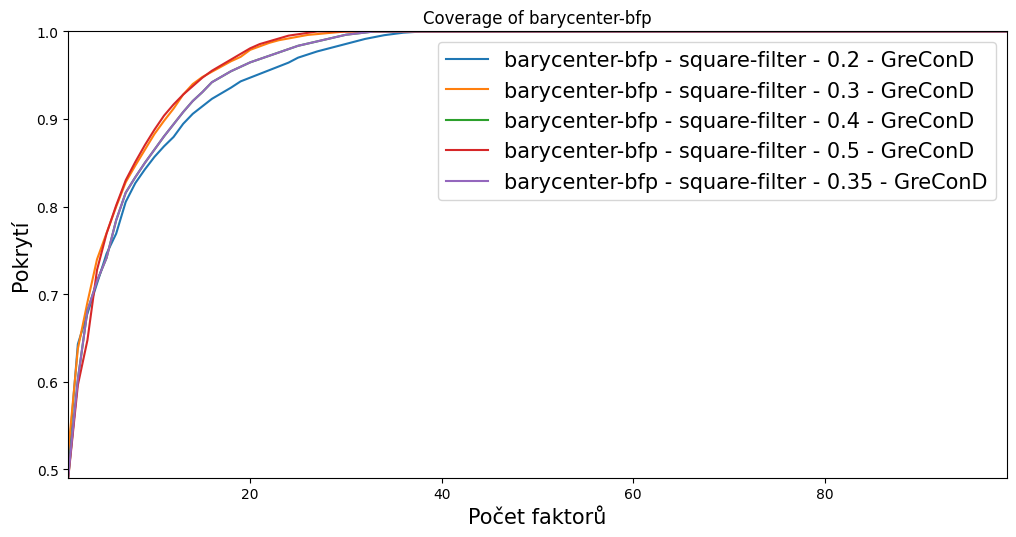 Coverage of barycenter-bfp
1.0
0.9
0.8
0.7
0.6
0.5
Pokrytí
barycenter-bfp - square-filter - 0.2 - GreConD
barycenter-bfp - square-filter - 0.3 - GreConD
barycenter-bfp - square-filter - 0.4 - GreConD
barycenter-bfp - square-filter - 0.5 - GreConD
barycenter-bfp - square-filter - 0.35 - GreConD
20 40 60 80
Počet faktorů